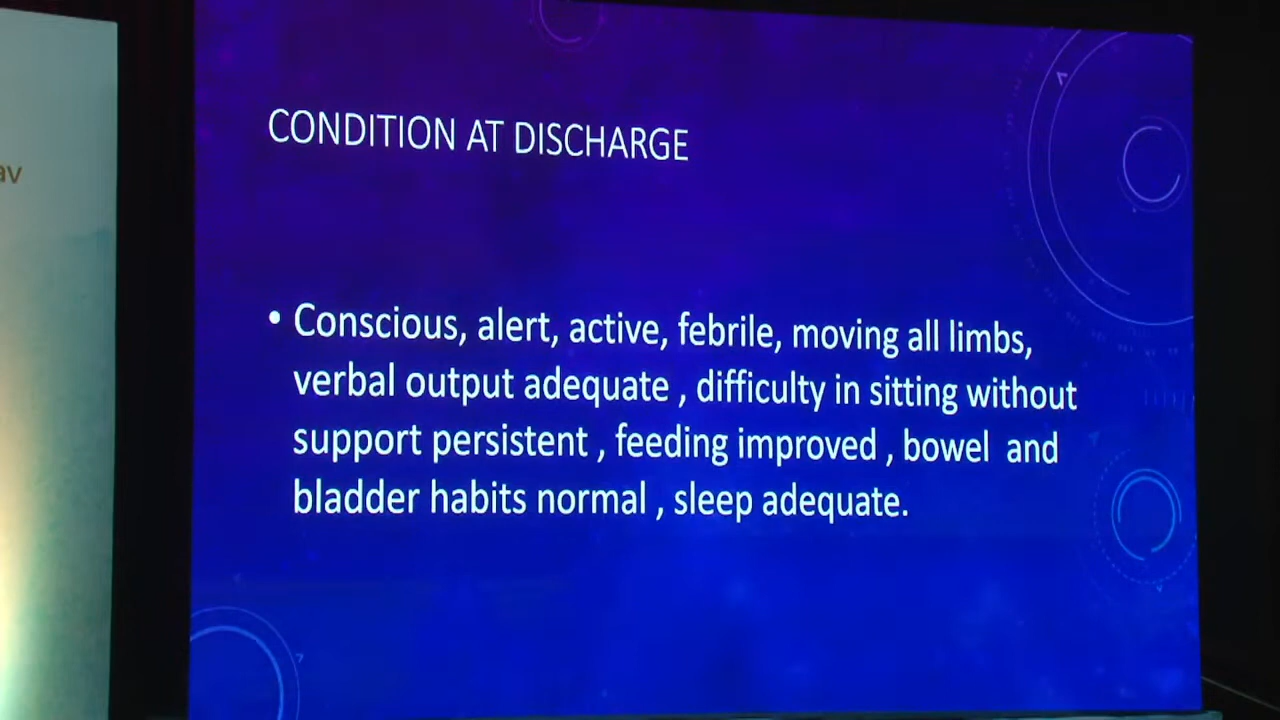 CONDITION AT DISCHARGE
• Conscious, alert, active, febrile, moving all limbs,
verbal output adequate , difficulty in sitting without
support persistent , feeding improved , bowel  and
bladder habits normal , sleep adequate.